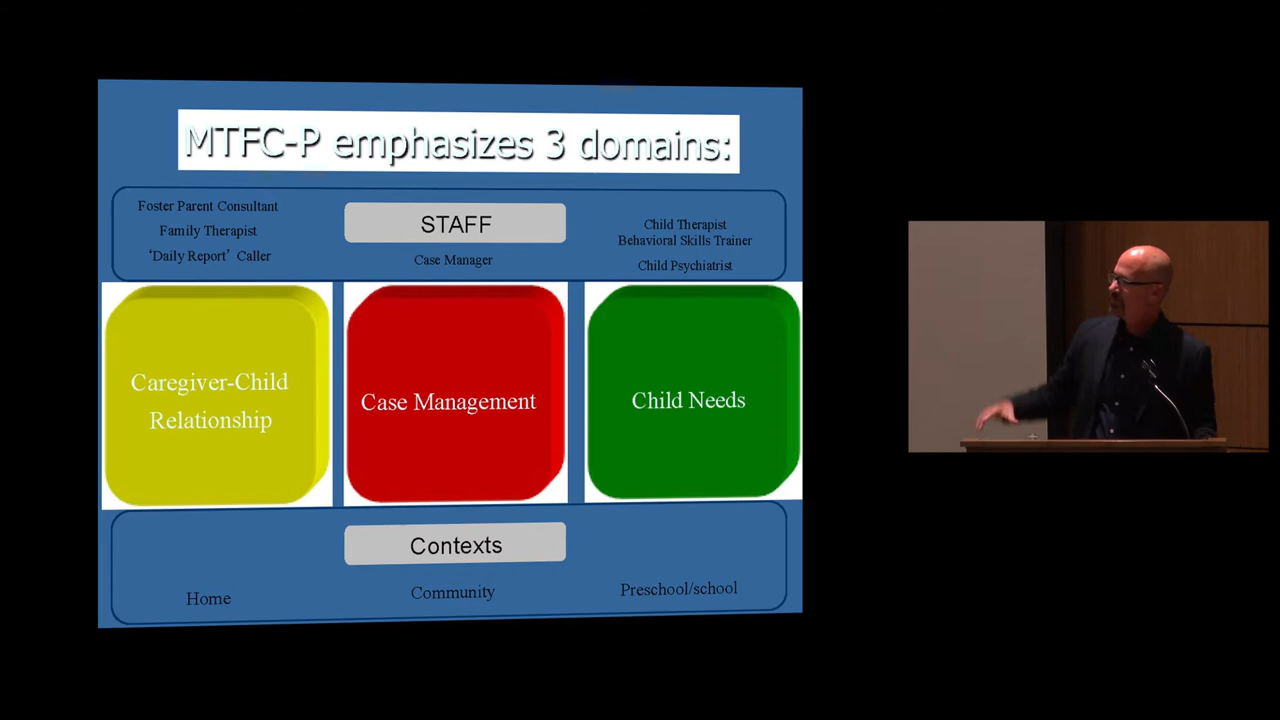 MTFC-P emphasizes 3 domains:
Foster Parent Consultant
Family Therapist
‘Daily Report’ Caller
STAFF
Case Manager
Child Therapist
Behavioral Skills Trainer
Child Psychiatrist
Caregiver-Child
Relationship
Case Management
Child Needs
Contexts
Home
Community
Preschool/school